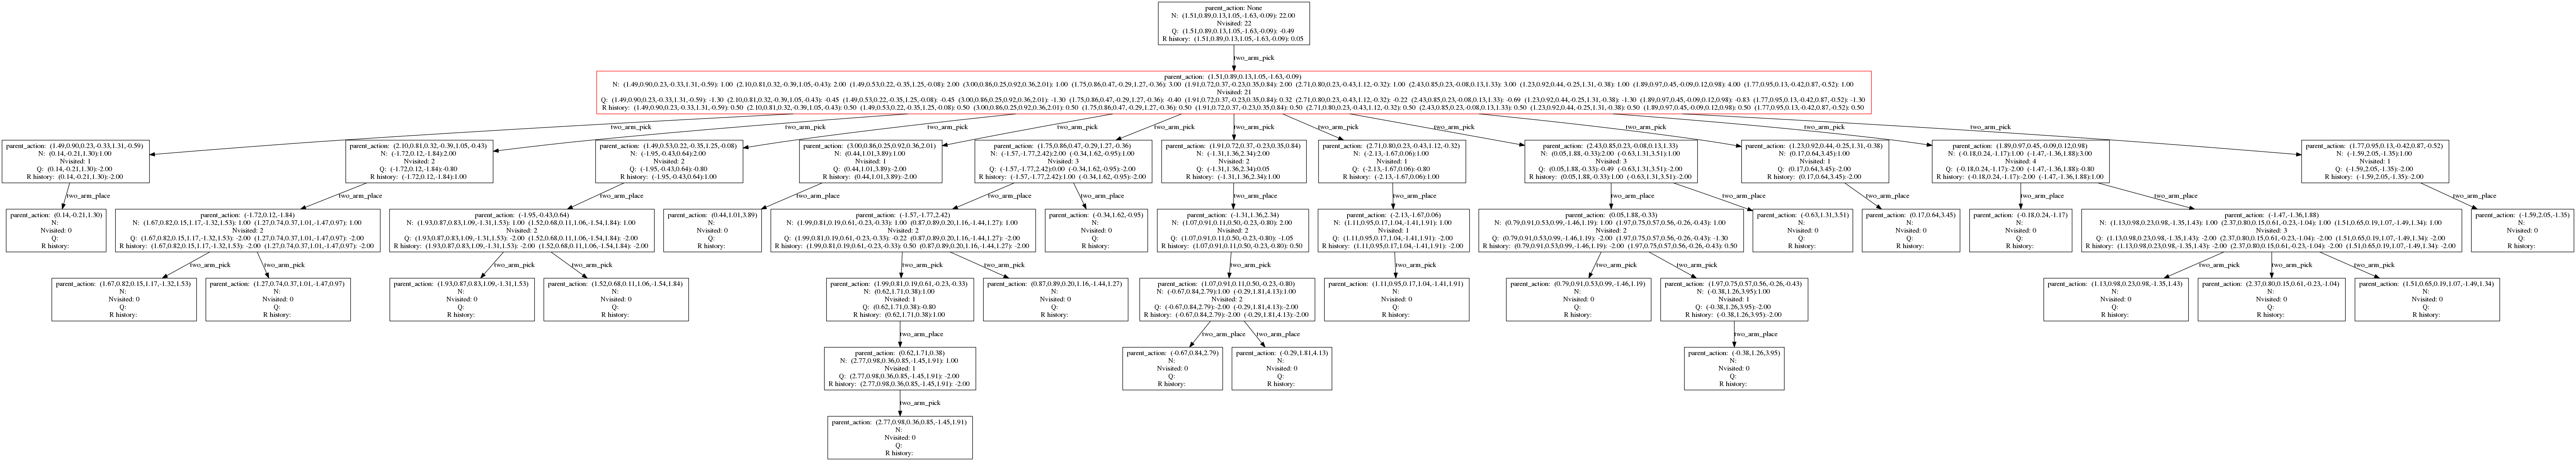 parent_action: None
N: (1.51,0.89,0.13,1.05,-1.63,-0.09): 22.00
Nvisited: 22
Q: (1.51,0.89,0.13,1.05,-1.63,-0.09): -0.49
R history: (1.51,0.89,0.13,1.05,-1.63,-0.09): 0.05
two_arm_pick
parent_action: (1.51,0.89,0.13,1.05,-1.63,-0.09)
N: (1.49,0.90,0.23,-0.33,1.31,-0.59): 1.00 (2.10,0.81,0.32,-0.39,1.05,-0.43): 2.00 (1.49,0.53,0.22,-0.35,1.25,-0.08): 2.00 (3.00,0.86,0.25,0.92,0.36,2.01): 1.00 (1.75,0.86,0.47,-0.29,1.27,-0.36): 3.00 (1.91,0.72,0.37,-0.23,0.35,0.84): 2.00 (2.71,0.80,0.23,-0.43,1.12,-0.32): 1.00 (2.43,0.85,0.23,-0.08,0.13,1.33): 3.00 (1.23,0.92,0.44,-0.25,1.31,-0.38): 1.00 (1.89,0.97,0.45,-0.09,0.12,0.98): 4.00 (1.77,0.95,0.13,-0.42,0.87,-0.52): 1.00
Nvisited: 21
Q: (1.49,0.90,0.23,-0.33,1.31,-0.59): -1.30 (2.10,0.81,0.32,-0.39,1.05,-0.43): -0.45 (1.49,0.53,0.22,-0.35,1.25,-0.08): -0.45 (3.00,0.86,0.25,0.92,0.36,2.01): -1.30 (1.75,0.86,0.47,-0.29,1.27,-0.36): -0.40 (1.91,0.72,0.37,-0.23,0.35,0.84): 0.32 (2.71,0.80,0.23,-0.43,1.12,-0.32): -0.22 (2.43,0.85,0.23,-0.08,0.13,1.33): -0.69 (1.23,0.92,0.44,-0.25,1.31,-0.38): -1.30 (1.89,0.97,0.45,-0.09,0.12,0.98): -0.83 (1.77,0.95,0.13,-0.42,0.87,-0.52): -1.30
R history: (1.49,0.90,0.23,-0.33,1.31,-0.59): 0.50 (2.10,0.81,0.32,-0.39,1.05,-0.43): 0.50 (1.49,0.53,0.22,-0.35,1.25,-0.08): 0.50 (3.00,0.86,0.25,0.92,0.36,2.01): 0.50 (1.75,0.86,0.47,-0.29,1.27,-0.36): 0.50 (1.91,0.72,0.37,-0.23,0.35,0.84): 0.50 (2.71,0.80,0.23,-0.43,1.12,-0.32): 0.50 (2.43,0.85,0.23,-0.08,0.13,1.33): 0.50 (1.23,0.92,0.44,-0.25,1.31,-0.38): 0.50 (1.89,0.97,0.45,-0.09,0.12,0.98): 0.50 (1.77,0.95,0.13,-0.42,0.87,-0.52): 0.50
two_arm_pick two_arm_pick two_arm_pick two_arm_pick two_arm_pick two_arm_pick two_arm_pick two_arm_pick two_arm_pick two_arm_pick two_arm_pick
parent_action: (1.49,0.90,0.23,-0.33,1.31,-0.59)
N: (0.14,-0.21,1.30):1.00
Nvisited: 1
Q: (0.14,-0.21,1.30):-2.00
R history: (0.14,-0.21,1.30):-2.00
parent_action: (2.10,0.81,0.32,-0.39,1.05,-0.43)
N: (-1.72,0.12,-1.84):2.00
Nvisited: 2
Q: (-1.72,0.12,-1.84):-0.80
R history: (-1.72,0.12,-1.84):1.00
parent_action: (1.49,0.53,0.22,-0.35,1.25,-0.08)
N: (-1.95,-0.43,0.64):2.00
Nvisited: 2
Q: (-1.95,-0.43,0.64):-0.80
R history: (-1.95,-0.43,0.64):1.00
parent_action: (3.00,0.86,0.25,0.92,0.36,2.01)
N: (0.44,1.01,3.89):1.00
Nvisited: 1
Q: (0.44,1.01,3.89):-2.00
R history: (0.44,1.01,3.89):-2.00
parent_action: (1.75,0.86,0.47,-0.29,1.27,-0.36)
N: (-1.57,-1.77,2.42):2.00 (-0.34,1.62,-0.95):1.00
Nvisited: 3
Q: (-1.57,-1.77,2.42):0.00 (-0.34,1.62,-0.95):-2.00
R history: (-1.57,-1.77,2.42):1.00 (-0.34,1.62,-0.95):-2.00
parent_action: (1.91,0.72,0.37,-0.23,0.35,0.84)
N: (-1.31,1.36,2.34):2.00
Nvisited: 2
Q: (-1.31,1.36,2.34):0.05
R history: (-1.31,1.36,2.34):1.00
parent_action: (2.71,0.80,0.23,-0.43,1.12,-0.32)
N: (-2.13,-1.67,0.06):1.00
Nvisited: 1
Q: (-2.13,-1.67,0.06):-0.80
R history: (-2.13,-1.67,0.06):1.00
parent_action: (2.43,0.85,0.23,-0.08,0.13,1.33)
N: (0.05,1.88,-0.33):2.00 (-0.63,1.31,3.51):1.00
Nvisited: 3
Q: (0.05,1.88,-0.33):-0.49 (-0.63,1.31,3.51):-2.00
R history: (0.05,1.88,-0.33):1.00 (-0.63,1.31,3.51):-2.00
parent_action: (1.23,0.92,0.44,-0.25,1.31,-0.38)
N: (0.17,0.64,3.45):1.00
Nvisited: 1
Q: (0.17,0.64,3.45):-2.00
R history: (0.17,0.64,3.45):-2.00
parent_action: (1.89,0.97,0.45,-0.09,0.12,0.98)
N: (-0.18,0.24,-1.17):1.00 (-1.47,-1.36,1.88):3.00
Nvisited: 4
Q: (-0.18,0.24,-1.17):-2.00 (-1.47,-1.36,1.88):-0.80
R history: (-0.18,0.24,-1.17):-2.00 (-1.47,-1.36,1.88):1.00
parent_action: (1.77,0.95,0.13,-0.42,0.87,-0.52)
N: (-1.59,2.05,-1.35):1.00
Nvisited: 1
Q: (-1.59,2.05,-1.35):-2.00
R history: (-1.59,2.05,-1.35):-2.00
two_arm_place two_arm_place two_arm_place two_arm_place two_arm_place two_arm_place two_arm_place two_arm_place two_arm_place two_arm_place two_arm_place two_arm_place two_arm_place two_arm_place
parent_action: (0.14,-0.21,1.30)
N:
Nvisited: 0
Q:
R history:
parent_action: (-1.72,0.12,-1.84)
N: (1.67,0.82,0.15,1.17,-1.32,1.53): 1.00 (1.27,0.74,0.37,1.01,-1.47,0.97): 1.00
Nvisited: 2
Q: (1.67,0.82,0.15,1.17,-1.32,1.53): -2.00 (1.27,0.74,0.37,1.01,-1.47,0.97): -2.00
R history: (1.67,0.82,0.15,1.17,-1.32,1.53): -2.00 (1.27,0.74,0.37,1.01,-1.47,0.97): -2.00
parent_action: (-1.95,-0.43,0.64)
N: (1.93,0.87,0.83,1.09,-1.31,1.53): 1.00 (1.52,0.68,0.11,1.06,-1.54,1.84): 1.00
Nvisited: 2
Q: (1.93,0.87,0.83,1.09,-1.31,1.53): -2.00 (1.52,0.68,0.11,1.06,-1.54,1.84): -2.00
R history: (1.93,0.87,0.83,1.09,-1.31,1.53): -2.00 (1.52,0.68,0.11,1.06,-1.54,1.84): -2.00
parent_action: (0.44,1.01,3.89)
N:
Nvisited: 0
Q:
R history:
parent_action: (-1.57,-1.77,2.42)
N: (1.99,0.81,0.19,0.61,-0.23,-0.33): 1.00 (0.87,0.89,0.20,1.16,-1.44,1.27): 1.00
Nvisited: 2
Q: (1.99,0.81,0.19,0.61,-0.23,-0.33): -0.22 (0.87,0.89,0.20,1.16,-1.44,1.27): -2.00
R history: (1.99,0.81,0.19,0.61,-0.23,-0.33): 0.50 (0.87,0.89,0.20,1.16,-1.44,1.27): -2.00
parent_action: (-0.34,1.62,-0.95)
N:
Nvisited: 0
Q:
R history:
parent_action: (-1.31,1.36,2.34)
N: (1.07,0.91,0.11,0.50,-0.23,-0.80): 2.00
Nvisited: 2
Q: (1.07,0.91,0.11,0.50,-0.23,-0.80): -1.05
R history: (1.07,0.91,0.11,0.50,-0.23,-0.80): 0.50
parent_action: (-2.13,-1.67,0.06)
N: (1.11,0.95,0.17,1.04,-1.41,1.91): 1.00
Nvisited: 1
Q: (1.11,0.95,0.17,1.04,-1.41,1.91): -2.00
R history: (1.11,0.95,0.17,1.04,-1.41,1.91): -2.00
parent_action: (0.05,1.88,-0.33)
N: (0.79,0.91,0.53,0.99,-1.46,1.19): 1.00 (1.97,0.75,0.57,0.56,-0.26,-0.43): 1.00
Nvisited: 2
Q: (0.79,0.91,0.53,0.99,-1.46,1.19): -2.00 (1.97,0.75,0.57,0.56,-0.26,-0.43): -1.30
R history: (0.79,0.91,0.53,0.99,-1.46,1.19): -2.00 (1.97,0.75,0.57,0.56,-0.26,-0.43): 0.50
parent_action: (-0.63,1.31,3.51)
N:
Nvisited: 0
Q:
R history:
parent_action: (0.17,0.64,3.45)
N:
Nvisited: 0
Q:
R history:
parent_action: (-0.18,0.24,-1.17)
N:
Nvisited: 0
Q:
R history:
parent_action: (-1.47,-1.36,1.88)
N: (1.13,0.98,0.23,0.98,-1.35,1.43): 1.00 (2.37,0.80,0.15,0.61,-0.23,-1.04): 1.00 (1.51,0.65,0.19,1.07,-1.49,1.34): 1.00
Nvisited: 3
Q: (1.13,0.98,0.23,0.98,-1.35,1.43): -2.00 (2.37,0.80,0.15,0.61,-0.23,-1.04): -2.00 (1.51,0.65,0.19,1.07,-1.49,1.34): -2.00
R history: (1.13,0.98,0.23,0.98,-1.35,1.43): -2.00 (2.37,0.80,0.15,0.61,-0.23,-1.04): -2.00 (1.51,0.65,0.19,1.07,-1.49,1.34): -2.00
parent_action: (-1.59,2.05,-1.35)
N:
Nvisited: 0
Q:
R history:
two_arm_pick two_arm_pick two_arm_pick two_arm_pick two_arm_pick two_arm_pick two_arm_pick two_arm_pick two_arm_pick two_arm_pick two_arm_pick two_arm_pick two_arm_pick
parent_action: (1.67,0.82,0.15,1.17,-1.32,1.53)
N:
Nvisited: 0
Q:
R history:
parent_action: (1.27,0.74,0.37,1.01,-1.47,0.97)
N:
Nvisited: 0
Q:
R history:
parent_action: (1.93,0.87,0.83,1.09,-1.31,1.53)
N:
Nvisited: 0
Q:
R history:
parent_action: (1.52,0.68,0.11,1.06,-1.54,1.84)
N:
Nvisited: 0
Q:
R history:
parent_action: (1.99,0.81,0.19,0.61,-0.23,-0.33)
N: (0.62,1.71,0.38):1.00
Nvisited: 1
Q: (0.62,1.71,0.38):-0.80
R history: (0.62,1.71,0.38):1.00
parent_action: (0.87,0.89,0.20,1.16,-1.44,1.27)
N:
Nvisited: 0
Q:
R history:
parent_action: (1.07,0.91,0.11,0.50,-0.23,-0.80)
N: (-0.67,0.84,2.79):1.00 (-0.29,1.81,4.13):1.00
Nvisited: 2
Q: (-0.67,0.84,2.79):-2.00 (-0.29,1.81,4.13):-2.00
R history: (-0.67,0.84,2.79):-2.00 (-0.29,1.81,4.13):-2.00
parent_action: (1.11,0.95,0.17,1.04,-1.41,1.91)
N:
Nvisited: 0
Q:
R history:
parent_action: (0.79,0.91,0.53,0.99,-1.46,1.19)
N:
Nvisited: 0
Q:
R history:
parent_action: (1.97,0.75,0.57,0.56,-0.26,-0.43)
N: (-0.38,1.26,3.95):1.00
Nvisited: 1
Q: (-0.38,1.26,3.95):-2.00
R history: (-0.38,1.26,3.95):-2.00
parent_action: (1.13,0.98,0.23,0.98,-1.35,1.43)
N:
Nvisited: 0
Q:
R history:
parent_action: (2.37,0.80,0.15,0.61,-0.23,-1.04)
N:
Nvisited: 0
Q:
R history:
parent_action: (1.51,0.65,0.19,1.07,-1.49,1.34)
N:
Nvisited: 0
Q:
R history:
two_arm_place two_arm_place two_arm_place two_arm_place
parent_action: (0.62,1.71,0.38)
N: (2.77,0.98,0.36,0.85,-1.45,1.91): 1.00
Nvisited: 1
Q: (2.77,0.98,0.36,0.85,-1.45,1.91): -2.00
R history: (2.77,0.98,0.36,0.85,-1.45,1.91): -2.00
parent_action: (-0.67,0.84,2.79)
N:
Nvisited: 0
Q:
R history:
parent_action: (-0.29,1.81,4.13)
N:
Nvisited: 0
Q:
R history:
parent_action: (-0.38,1.26,3.95)
N:
Nvisited: 0
Q:
R history:
two_arm_pick
parent_action: (2.77,0.98,0.36,0.85,-1.45,1.91)
N:
Nvisited: 0
Q:
R history: